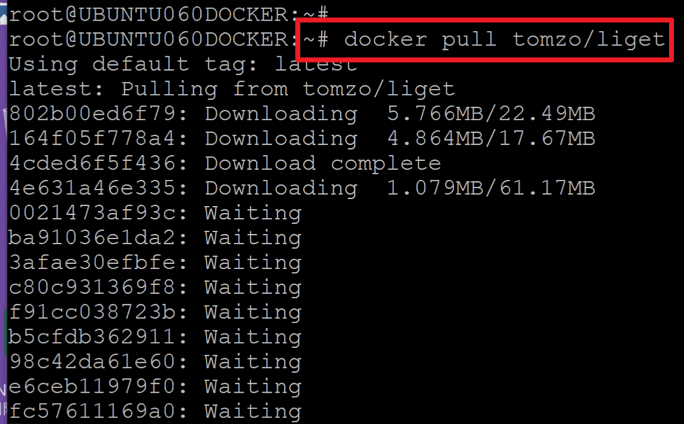 root@UBUNTU060DOCKER:~#
root@UBUNTU060DOCKER:~# docker pull tomzo/liget
Using default tag: latest
latest: Pulling from tomzo/liget
802b00ed6f79: Downloading  5.766MB/22.49MB
164f05f778a4: Downloading  4.864MB/17.67MB
4cded6f5f436: Download complete
4e631a46e335: Downloading  1.079MB/61.17MB
0021473af93c: Waiting
ba91036e1da2: Waiting
3afae30efbfe: Waiting
c80c931369f8: Waiting
f91cc038723b: Waiting
b5cfdb362911: Waiting
98c42da61e60: Waiting
e6ceb11979f0: Waiting
fc57611169a0: Waiting